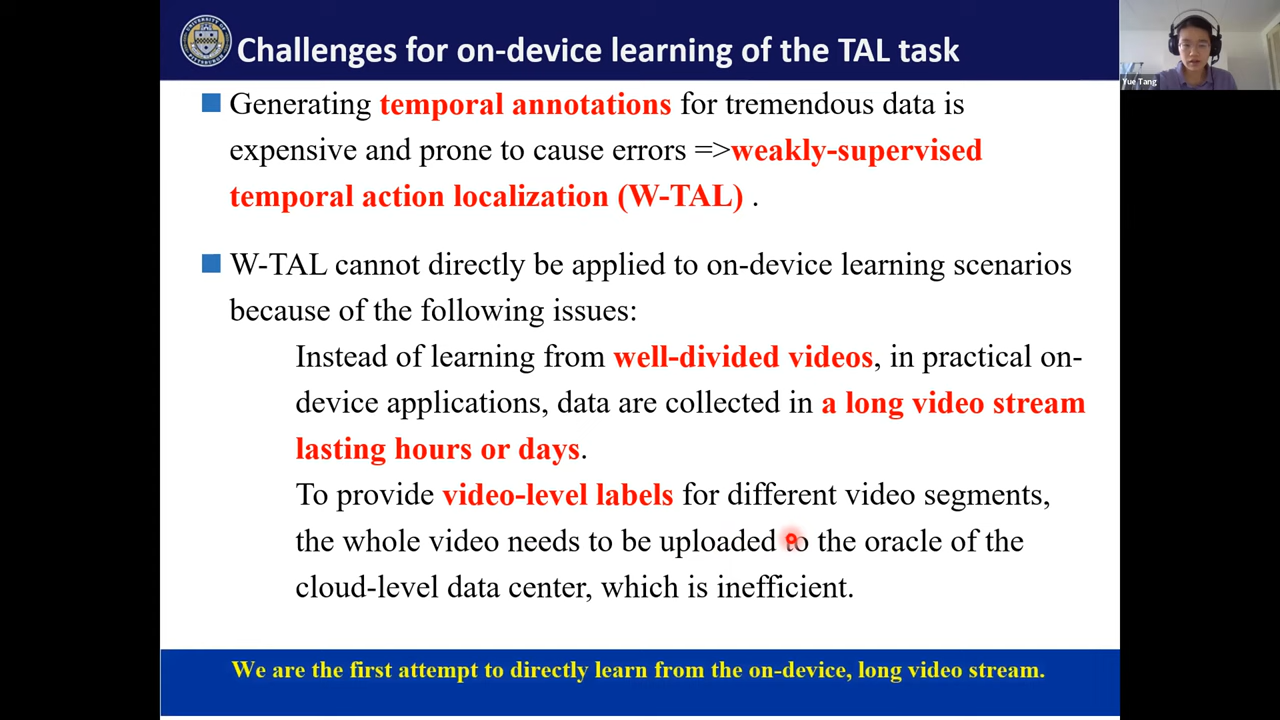 Challenges for on-device learning of the TAL task
Yue Tang
Generating temporal annotations for tremendous data is
expensive and prone to cause errors =>weakly-supervised
temporal action localization (W-TAL) .
W-TAL cannot directly be applied to on-device learning scenarios
because of the following issues:
Instead of learning from well-divided videos, in practical on-
device applications, data are collected in a long video stream
lasting hours or days.
To provide video-level labels for different video segments,
the whole video needs to be uploaded to the oracle of the
cloud-level data center, which is inefficient.
We are the first attempt to directly learn from the on-device, long video stream.